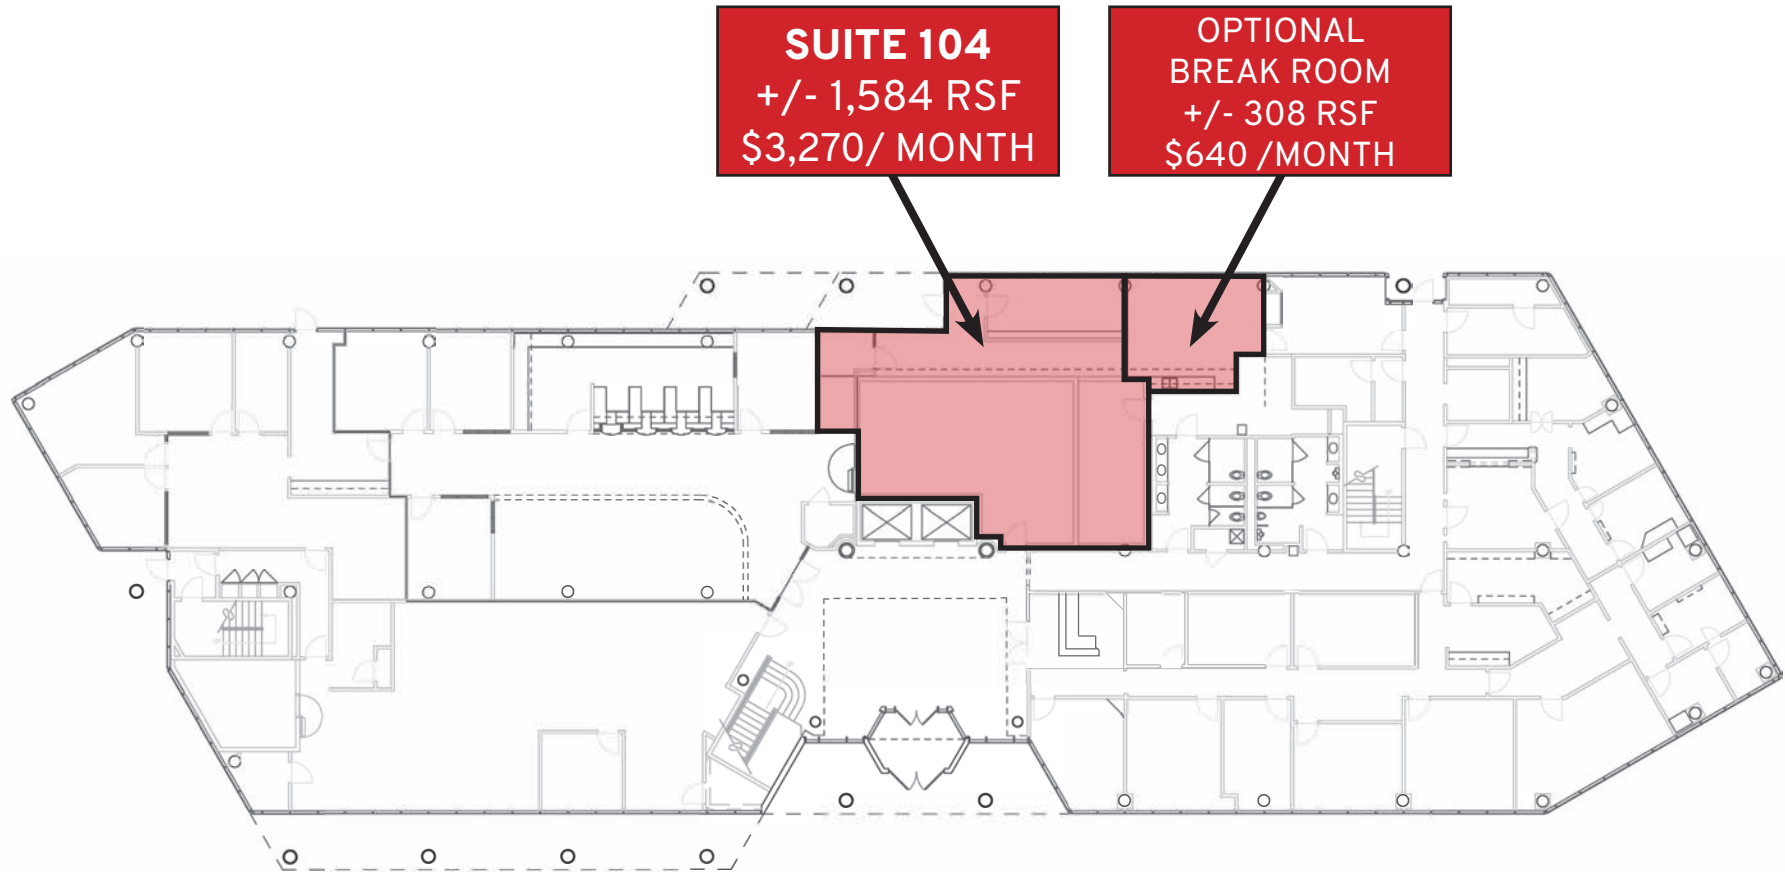 SUITE 104
+/- 1,584 RSF
$3,270/ MONTH
OPTIONAL
BREAK ROOM
+/- 308 RSF
$640 /MONTH